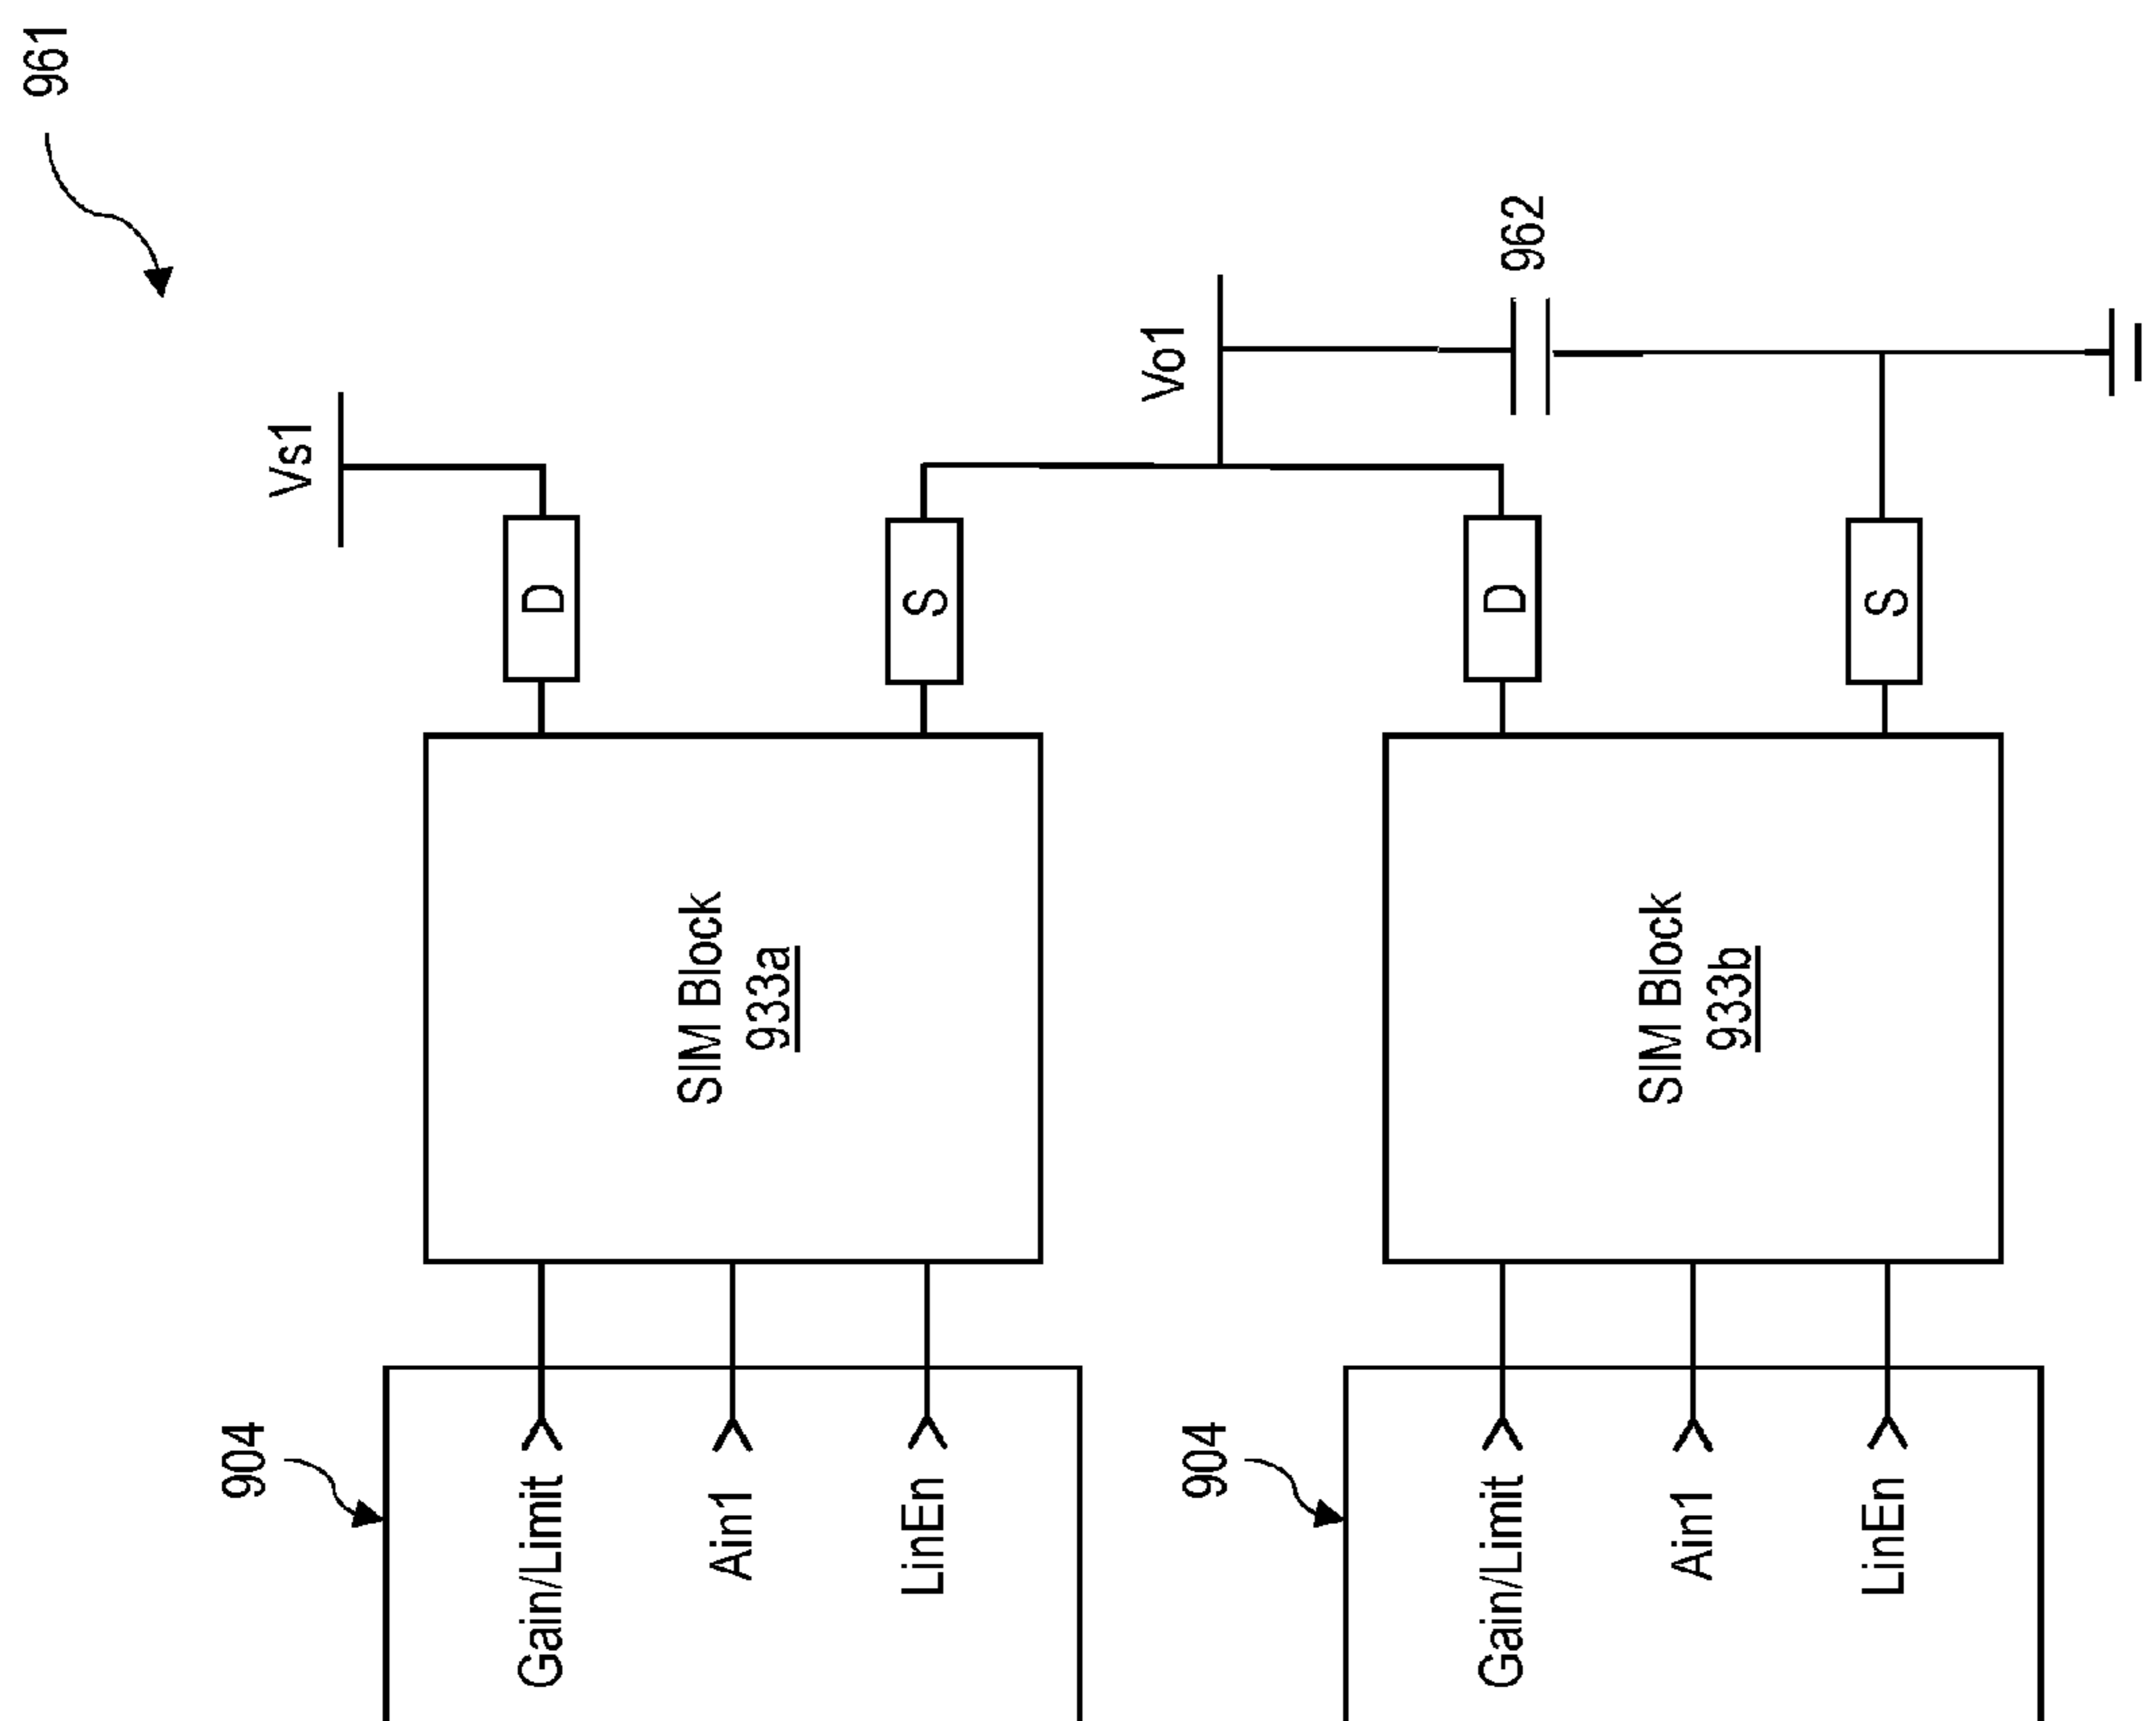 961
Vs1
D
904
Gain/Limit
SIM Block
933a
Ain1
S
LinEn
Vo1
962
D
904
Gain/Limit
SIM Block
933b
Ain1
S
LinEn